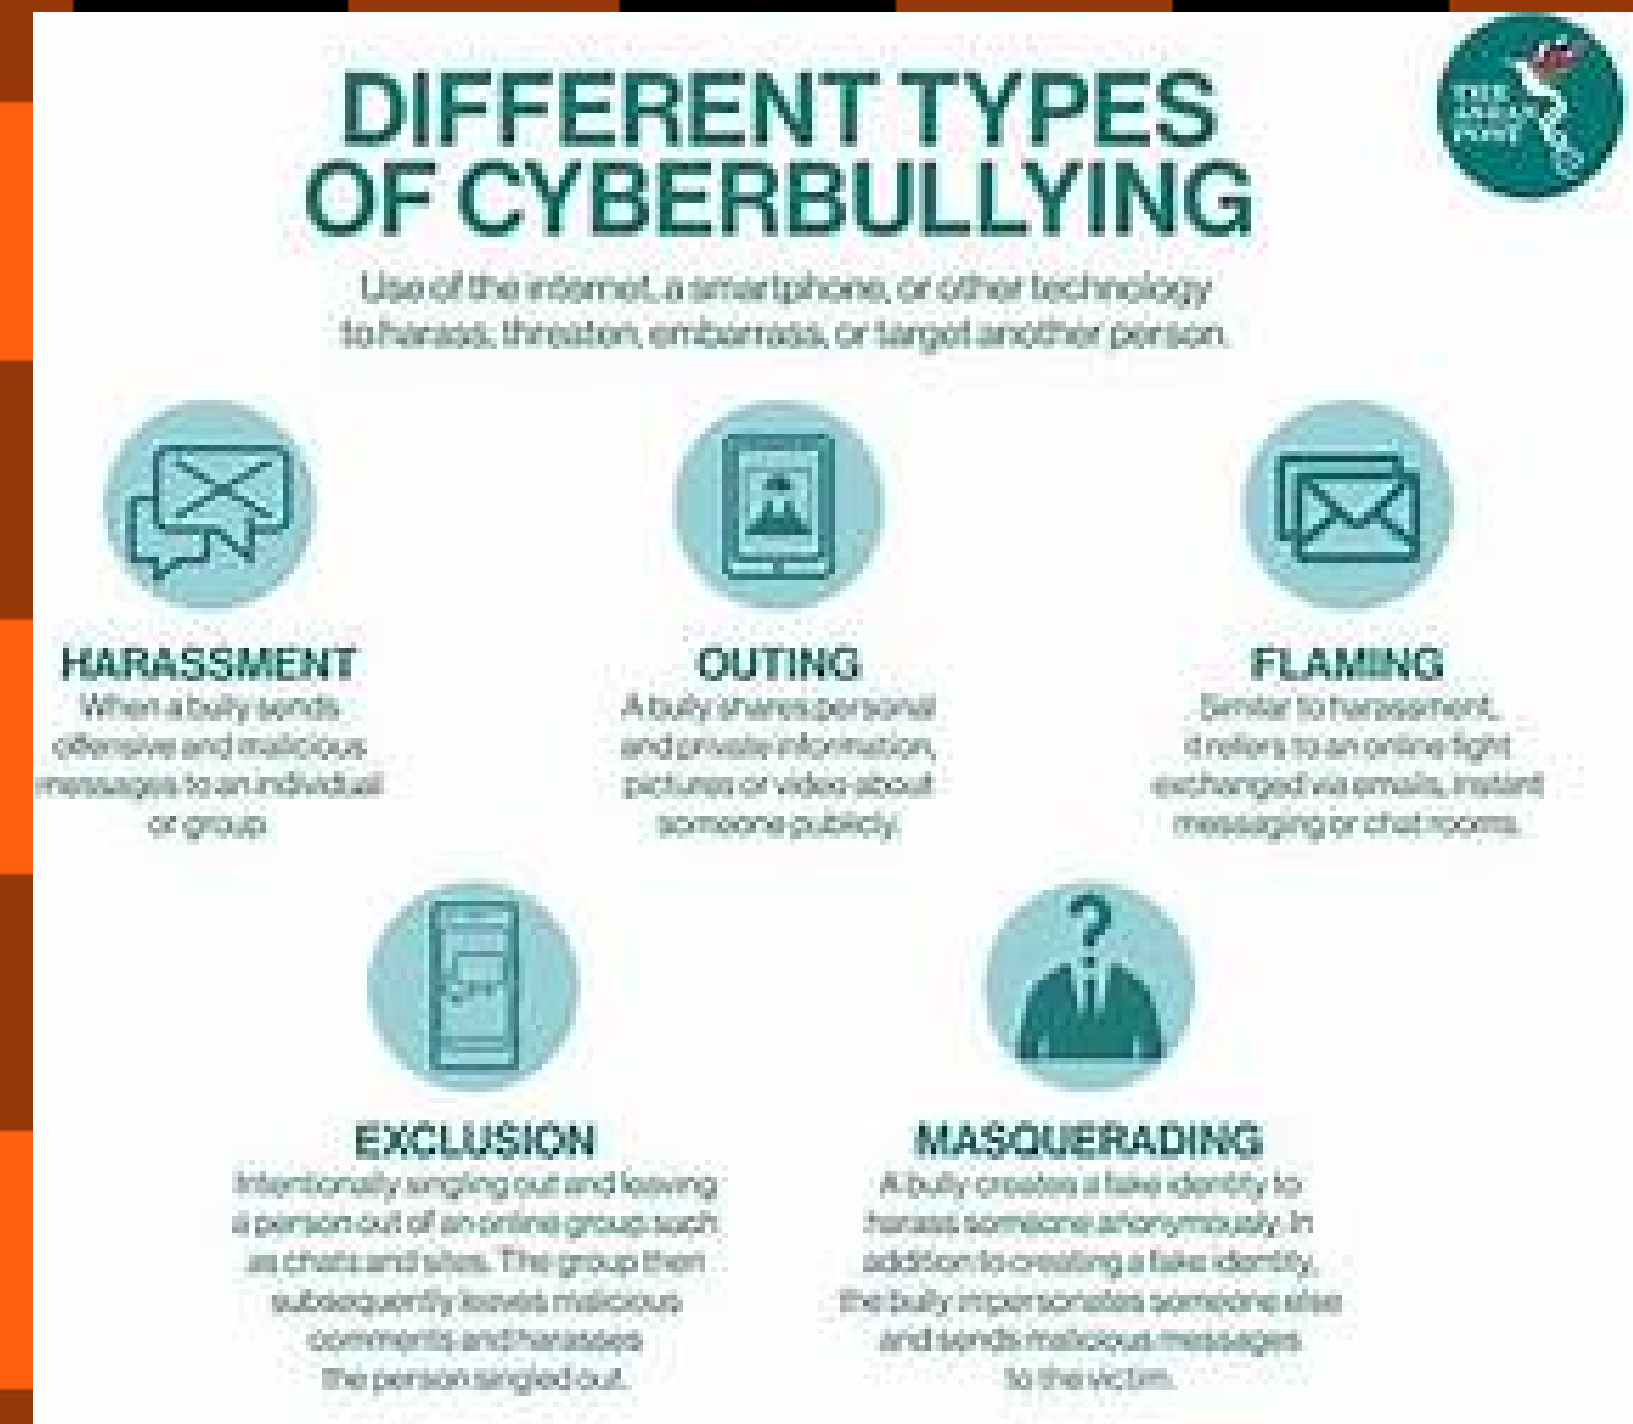 DIFFERENT TYPES
OF CYBERBULLYING
Use of the internet, a smartphone, or other technology
to harass, threaten, embarrass, or target another person.
HARASSMENT
When a bully sends
offensive and malicious
messages to an individual
or group.
OUTING
A bully shares personal
and private information,
pictures or video about
someone publicly.
FLAMING
Similar to harassment,
it refers to an online fight
exchanged via emails, instant
messaging or chat rooms.
EXCLUSION
Intentionally singling out and leaving
a person out of an online group such
as chats and sites. The group then
subsequently leaves malicious
comments and harasses
the person singled out.
MASQUERADING
A bully creates a fake identity to
harass someone anonymously. In
addition to creating a fake identity,
the bully impersonates someone else
and sends malicious messages
to the victim.